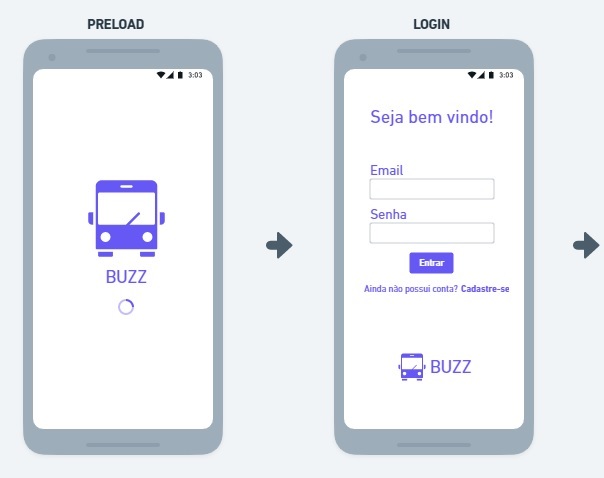 PRELOAD
3:03
BUZZ
LOGIN
3:03
Seja bem vindo!
Email
Senha
Entrar
Ainda não possui conta? Cadastre-se
BUZZ